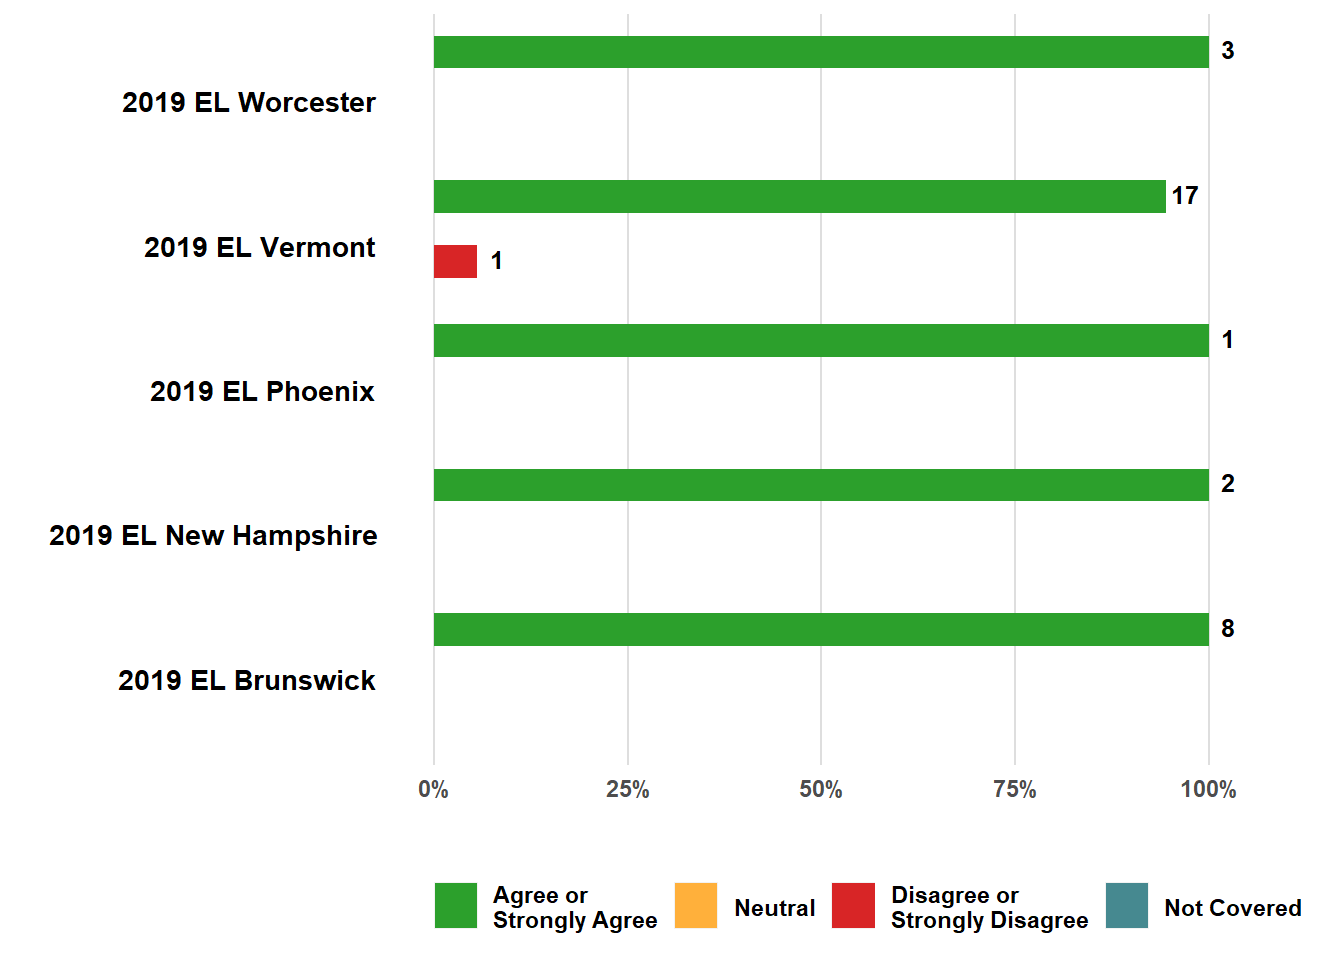 3
2019 EL Worcester
17
2019 EL Vermont
1
1
2019 EL Phoenix
2
2019 EL New Hampshire
8
2019 EL Brunswick
0% 25% 50% 75% 100%
Agree or
Strongly Agree
Neutral
Disagree or
Strongly Disagree
Not Covered